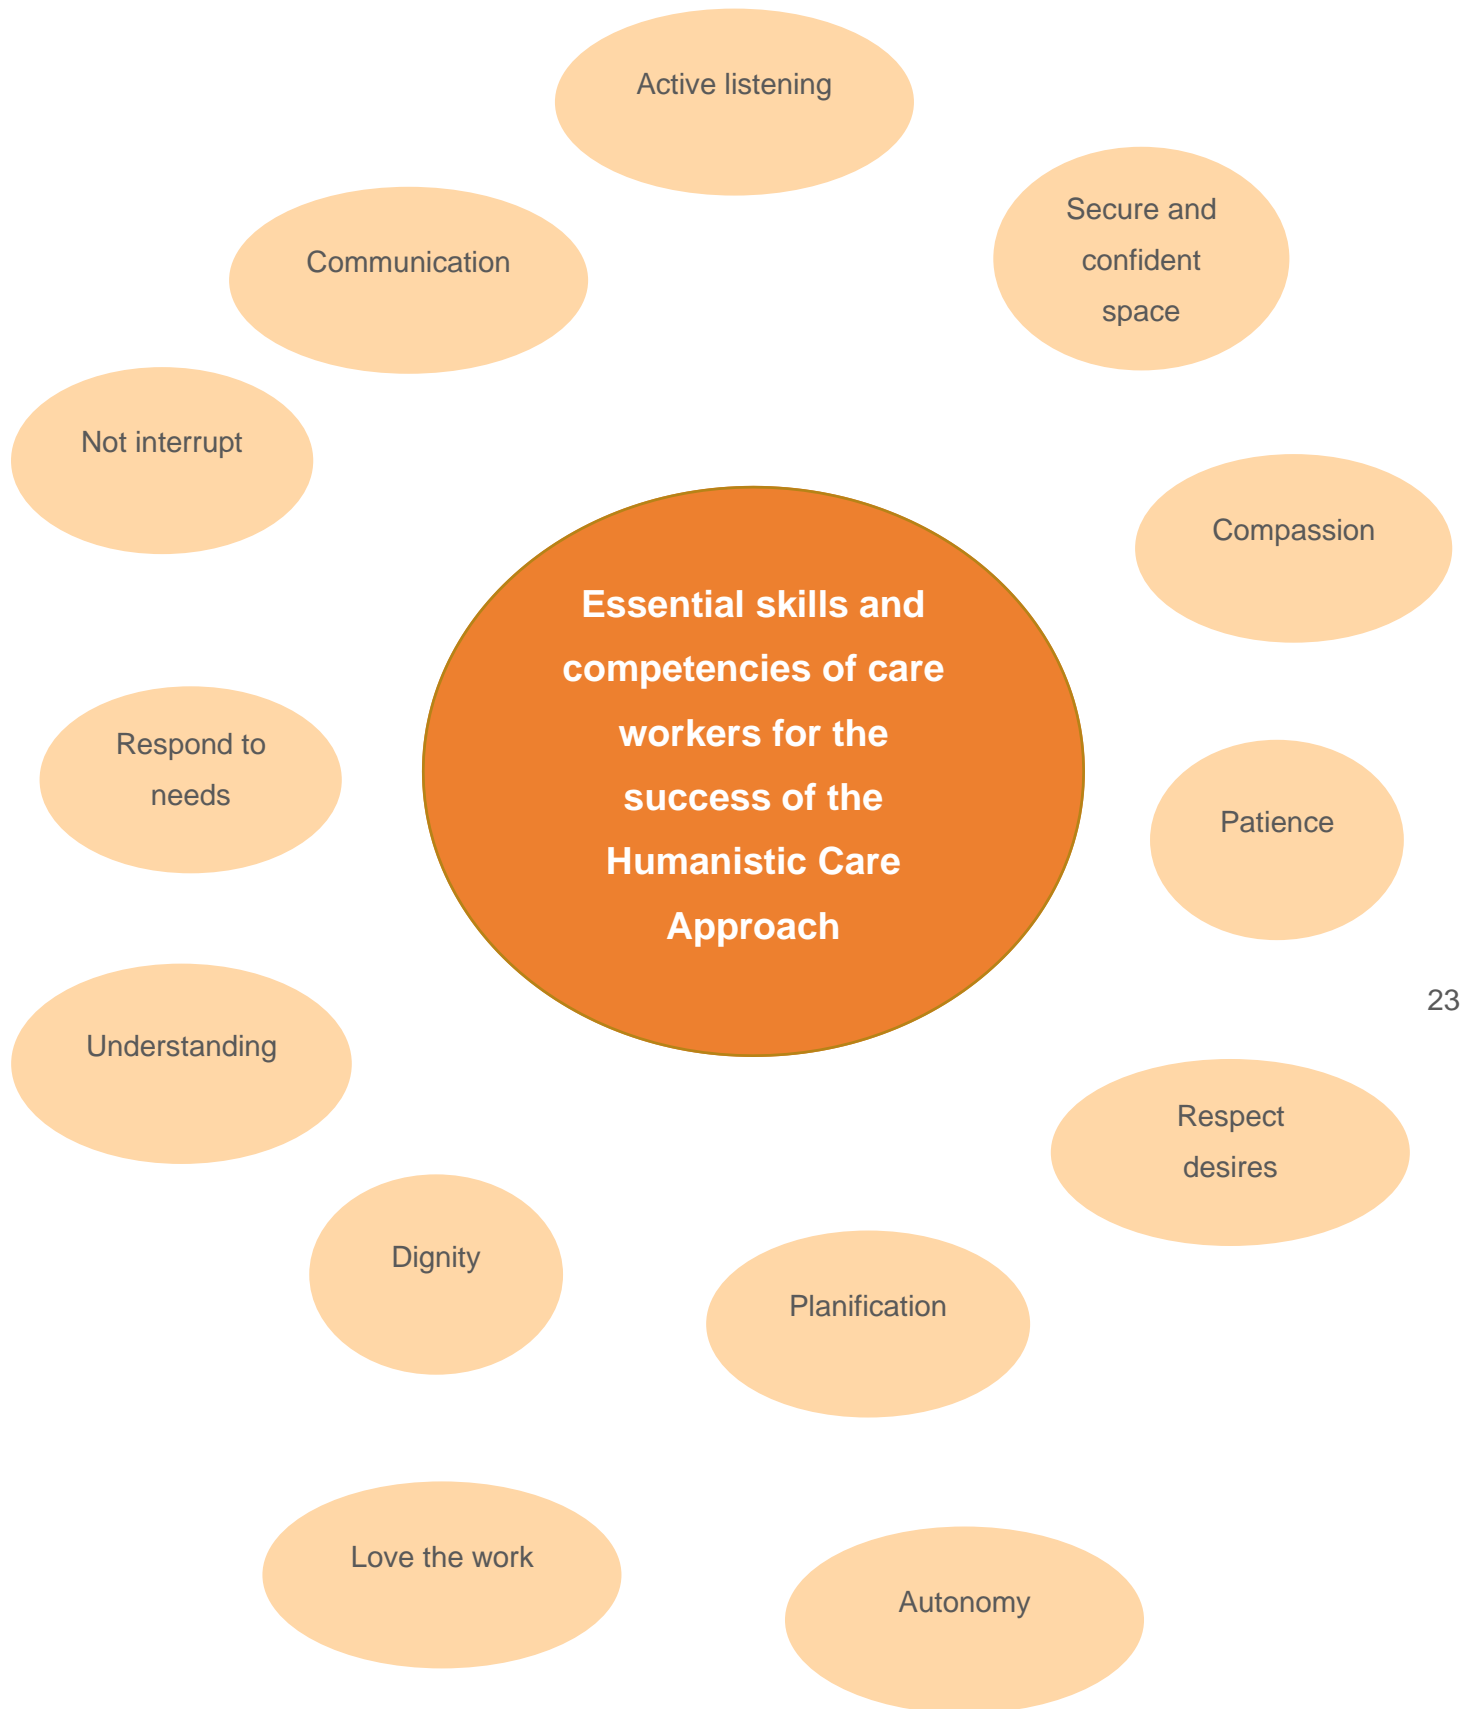 Active listening
Secure and
confident
space
Communication
Not interrupt
Compassion
Essential skills and
competencies of care
workers for the
success of the
Humanistic Care
Approach
Respond to
needs
Patience
23
Understanding
Respect
desires
Dignity
Planification
Love the work
Autonomy